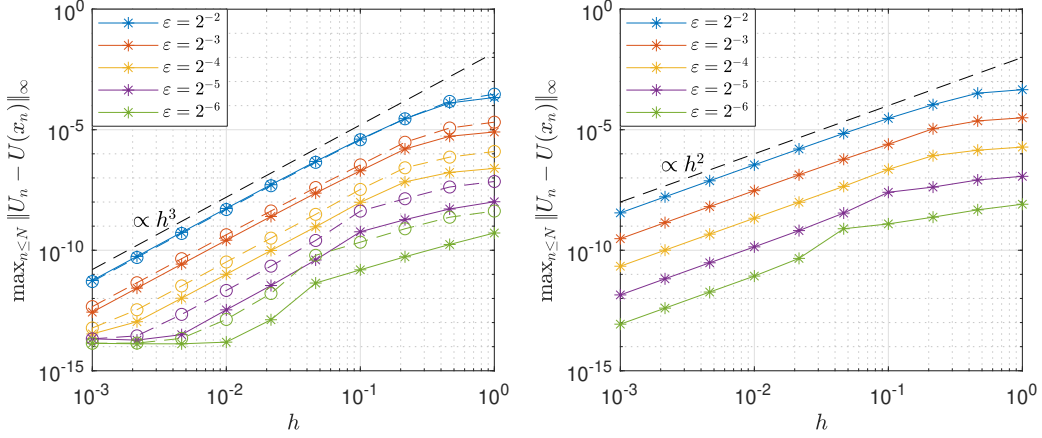 10^0
10^{-5}
10^{-10}
10^{-15}
max_{n≤N} ‖U_n − U(x_n)‖_∞
ε = 2^{-2}
ε = 2^{-3}
ε = 2^{-4}
ε = 2^{-5}
ε = 2^{-6}
∝ h^3
10^{-3}
10^{-2}
10^{-1}
10^0
h
10^0
10^{-5}
10^{-10}
10^{-15}
max_{n≤N} ‖U_n − U(x_n)‖_∞
ε = 2^{-2}
ε = 2^{-3}
ε = 2^{-4}
ε = 2^{-5}
ε = 2^{-6}
∝ h^2
10^{-3}
10^{-2}
10^{-1}
10^0
h